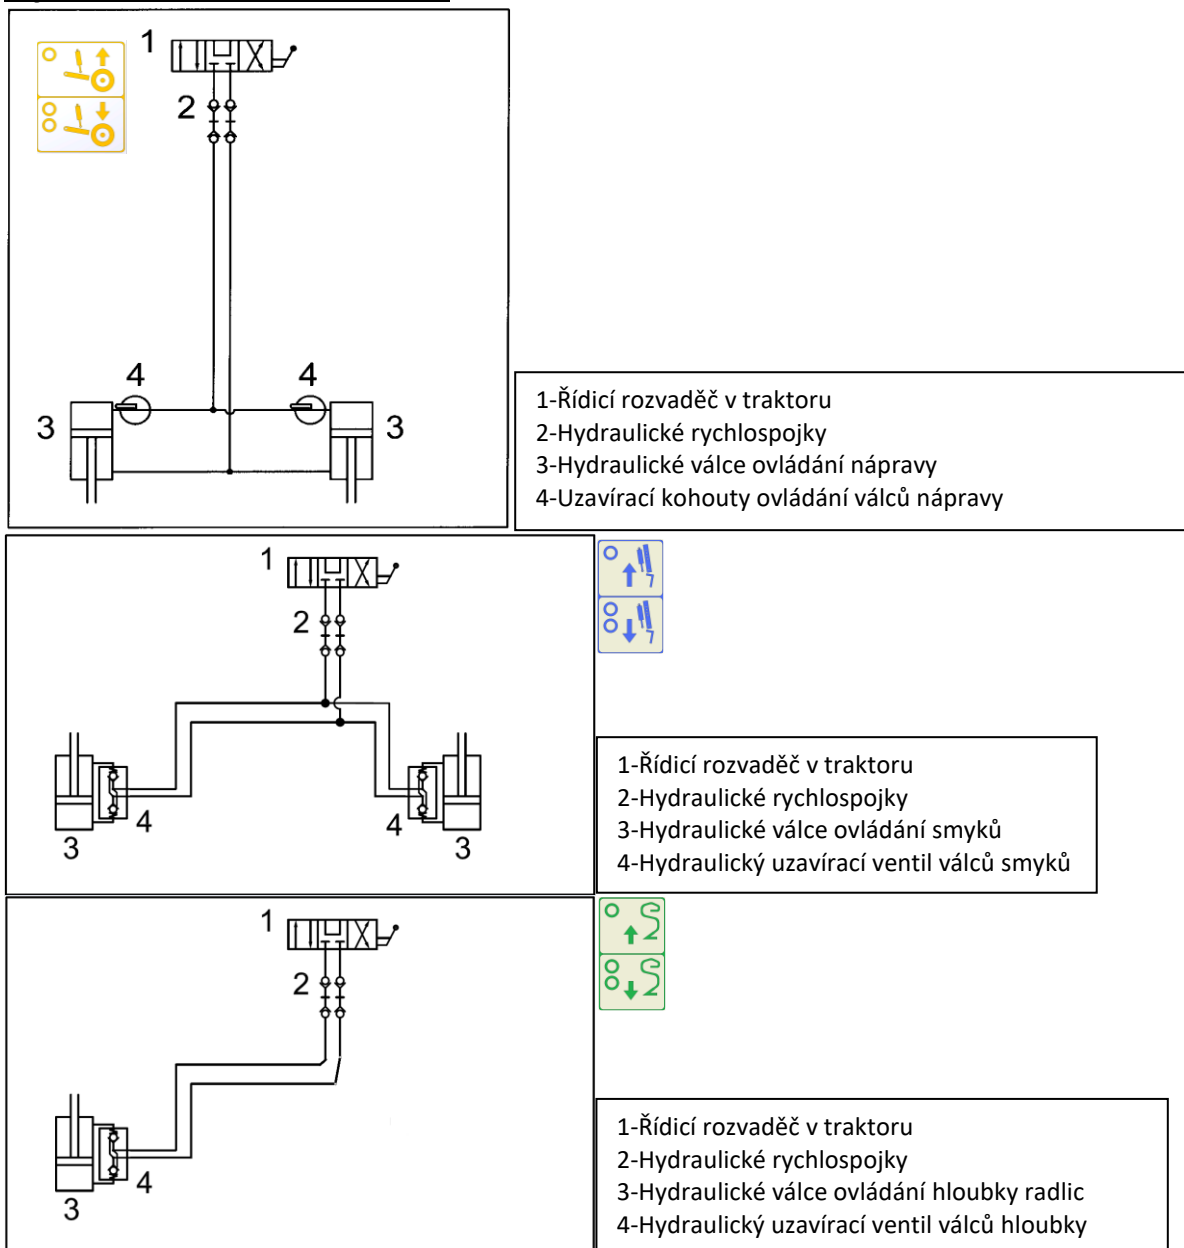 1
2
4
4
3
3
1-Řídicí rozvaděč v traktoru
2-Hydraulické rychlospojky
3-Hydraulické válce ovládání nápravy
4-Uzavírací kohouty ovládání válců nápravy
1
2
4
4
3
3
1-Řídicí rozvaděč v traktoru
2-Hydraulické rychlospojky
3-Hydraulické válce ovládání smyků
4-Hydraulický uzavírací ventil válců smyků
1
2
4
3
1-Řídicí rozvaděč v traktoru
2-Hydraulické rychlospojky
3-Hydraulické válce ovládání hloubky radlic
4-Hydraulický uzavírací ventil válců hloubky